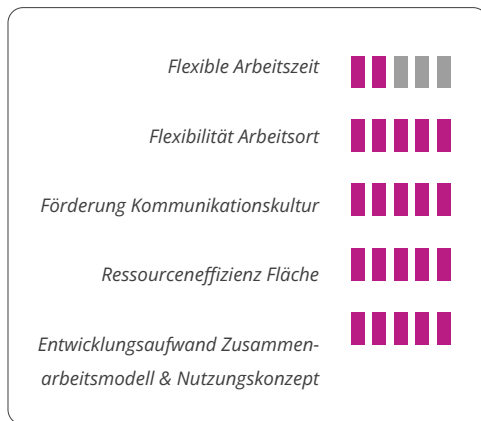 Flexible Arbeitszeit
Flexibilität Arbeitsort
Förderung Kommunikationskultur
Ressourceneffizienz Fläche
Entwicklungsaufwand Zusammen-
arbeitsmodell & Nutzungskonzept